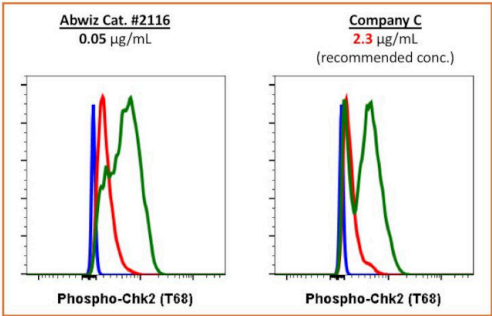 Abwiz Cat. #2116
0.05 µg/mL
Phospho-Chk2 (T68)
Company C
2.3 µg/mL
(recommended conc.)
Phospho-Chk2 (T68)